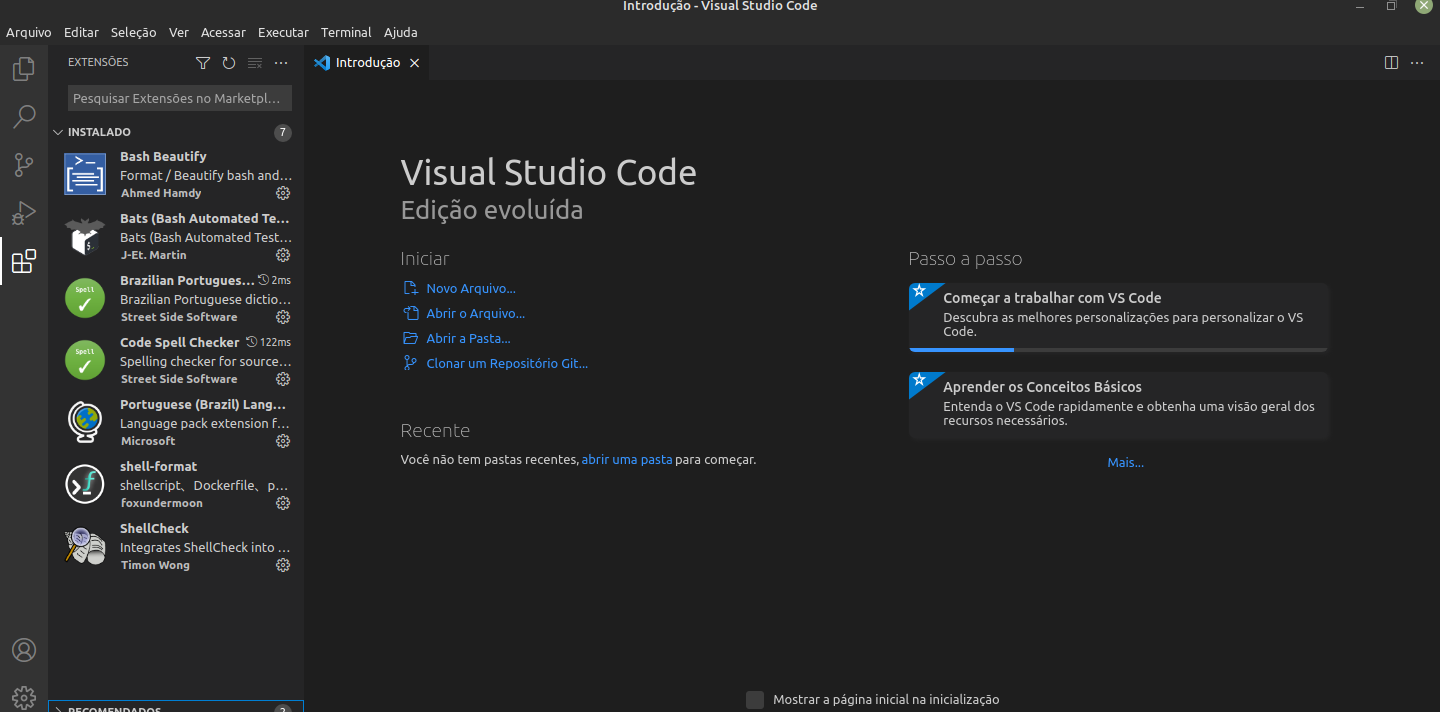 Introdução - Visual Studio Code
Arquivo Editar Seleção Ver Acessar Executar Terminal Ajuda
EXTENSÕES
Pesquisar Extensões no Marketpl...
INSTALADO 7
Bash Beautify
Format / Beautify bash and...
Ahmed Hamdy
Bats (Bash Automated Te...
Bats (Bash Automated Test...
J-Et. Martin
Spell
Brazilian Portugues... 2ms
Brazilian Portuguese dictio...
Street Side Software
Spell
Code Spell Checker 122ms
Spelling checker for source...
Street Side Software
Portuguese (Brazil) Lang...
Language pack extension f...
Microsoft
shell-format
shellscript、Dockerfile、p...
foxundermoon
ShellCheck
Integrates ShellCheck into ...
Timon Wong
RECOMENDADOS 2
Introdução
Visual Studio Code
Edição evoluída
Iniciar
Novo Arquivo...
Abrir o Arquivo...
Abrir a Pasta...
Clonar um Repositório Git...
Recente
Você não tem pastas recentes, abrir uma pasta para começar.
Passo a passo
Começar a trabalhar com VS Code
Descubra as melhores personalizações para personalizar o VS
Code.
Aprender os Conceitos Básicos
Entenda o VS Code rapidamente e obtenha uma visão geral dos
recursos necessários.
Mais...
Mostrar a página inicial na inicialização